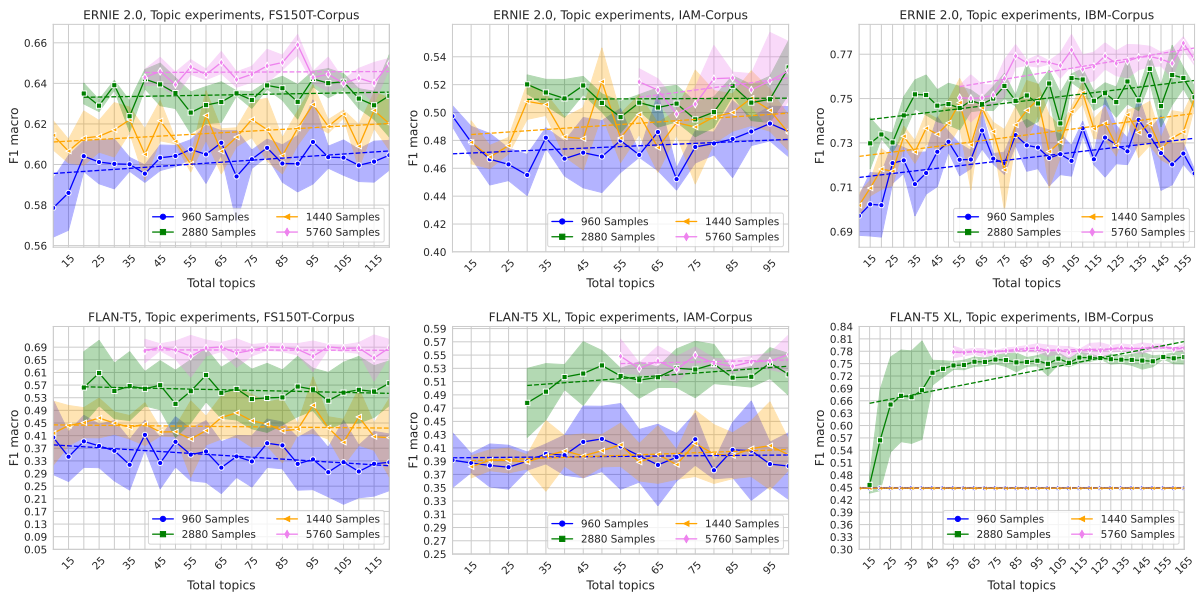 ERNIE 2.0, Topic experiments, FS150T-Corpus
F1 macro
0.66
0.64
0.62
0.60
0.58
0.56
960 Samples
2880 Samples
1440 Samples
5760 Samples
15 25 35 45 55 65 75 85 95 105 115
Total topics
ERNIE 2.0, Topic experiments, IAM-Corpus
F1 macro
0.54
0.52
0.50
0.48
0.46
0.44
0.42
0.40
960 Samples
2880 Samples
1440 Samples
5760 Samples
15 25 35 45 55 65 75 85 95
Total topics
ERNIE 2.0, Topic experiments, IBM-Corpus
F1 macro
0.77
0.75
0.73
0.71
0.69
960 Samples
2880 Samples
1440 Samples
5760 Samples
15 25 35 45 55 65 75 85 95 105 115 125 135 145 155
Total topics
FLAN-T5, Topic experiments, FS150T-Corpus
F1 macro
0.69
0.65
0.61
0.57
0.53
0.49
0.45
0.41
0.37
0.33
0.29
0.25
0.21
0.17
0.13
0.09
0.05
960 Samples
2880 Samples
1440 Samples
5760 Samples
15 25 35 45 55 65 75 85 95 105 115
Total topics
FLAN-T5 XL, Topic experiments, IAM-Corpus
F1 macro
0.59
0.57
0.55
0.53
0.51
0.49
0.47
0.45
0.43
0.41
0.39
0.37
0.35
0.33
0.31
0.29
0.27
0.25
960 Samples
2880 Samples
1440 Samples
5760 Samples
15 25 35 45 55 65 75 85 95
Total topics
FLAN-T5 XL, Topic experiments, IBM-Corpus
F1 macro
0.84
0.81
0.78
0.75
0.72
0.69
0.66
0.63
0.60
0.57
0.54
0.51
0.48
0.45
0.42
0.39
0.36
0.33
0.30
960 Samples
2880 Samples
1440 Samples
5760 Samples
15 25 35 45 55 65 75 85 95 105 115 125 135 145 155 165
Total topics